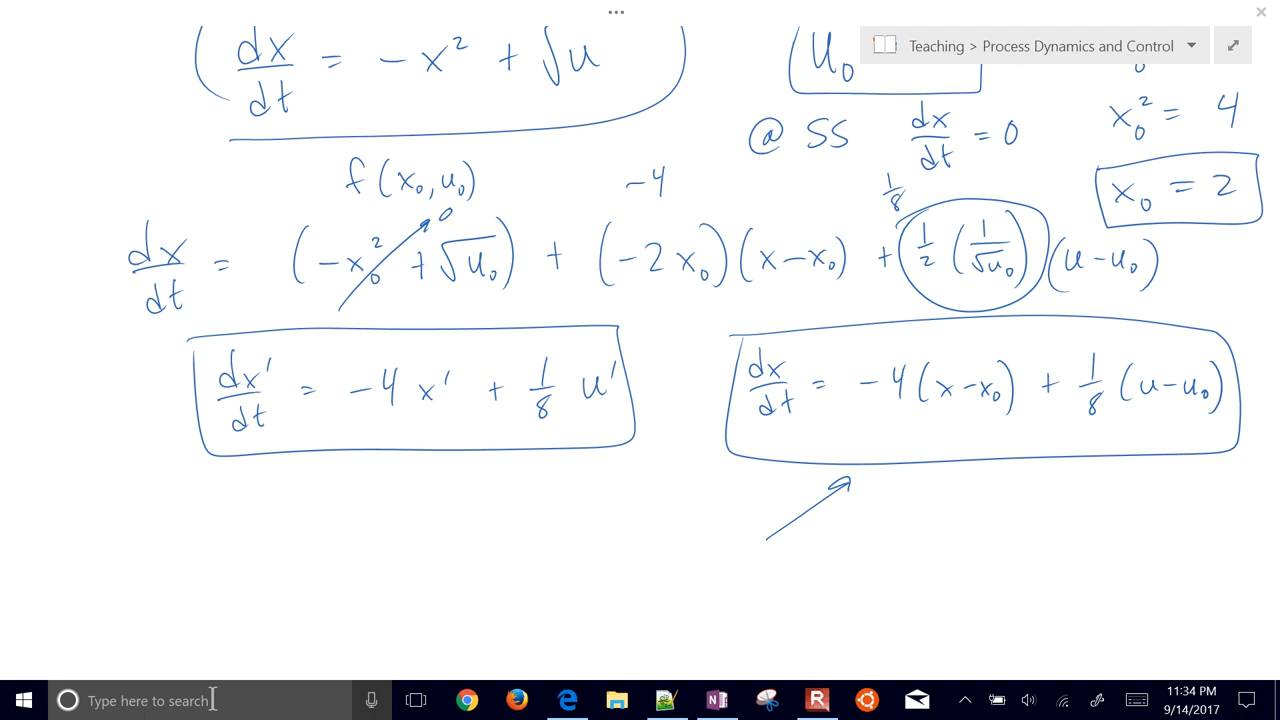 Teaching > Process Dynamics and Control
dx/dt = -x² + √u
u₀
x₀² = 4
@ SS dx/dt = 0
x₀ = 2
f(x₀, u₀) -4 1/8
dx/dt = (-x₀² + √u₀)→0 + (-2x₀)(x-x₀) + 1/2 (1/√u₀)(u-u₀)
dx'/dt = -4x' + 1/8 u'
dx/dt = -4(x-x₀) + 1/8 (u-u₀)
Type here to search
11:34 PM
9/14/2017